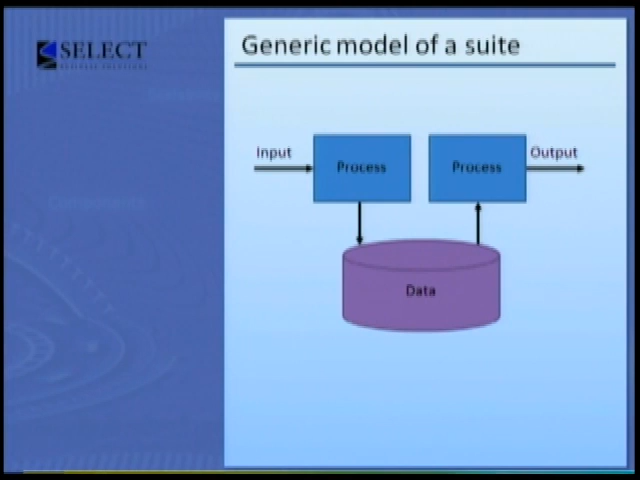 SELECT
Generic model of a suite
Input
Process
Process
Output
Data